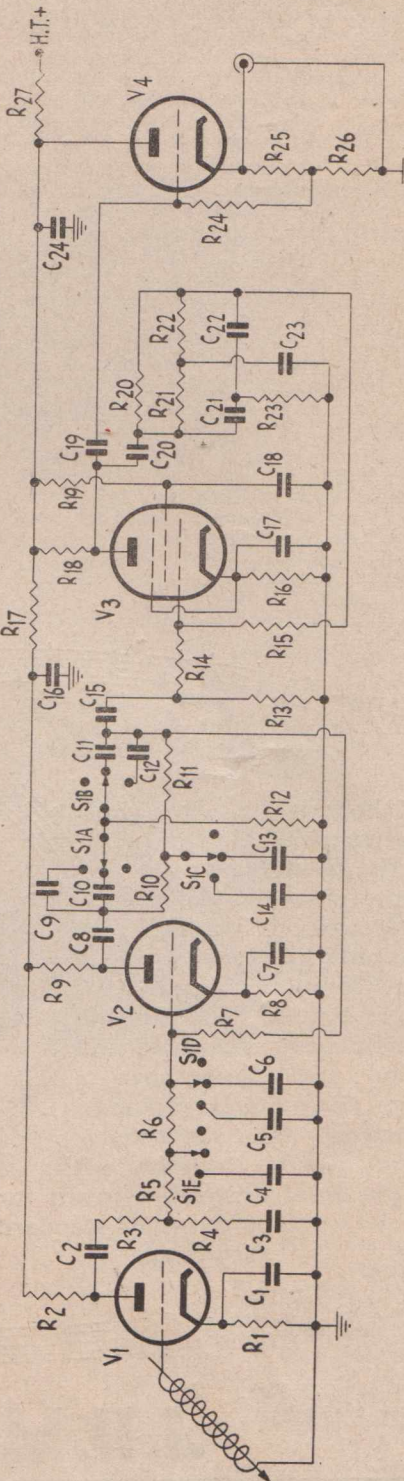 V1
R1
C1
R2
C2
R3
R4
C3
R5
S1E
C4
R6
C5
S1D
C6
R7
V2
R8
C7
R9
C8
C9
C10
R10
S1A
S1B
S1C
C14
C13
R12
C11
C12
R11
C15
C16
R17
R13
R14
R15
V3
R16
C17
R18
R19
C18
C19
C20
R20
R21
R22
C21
C22
R23
C23
C24
R24
V4
R25
R26
R27
H.T.+